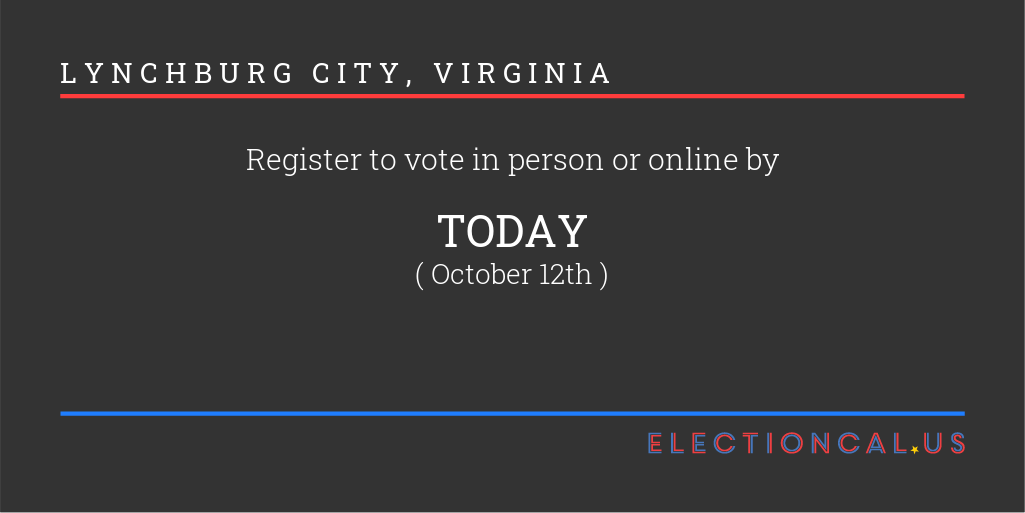 LYNCHBURG CITY, VIRGINIA
Register to vote in person or online by
TODAY
( October 12th )
ELECTIONCAL.US